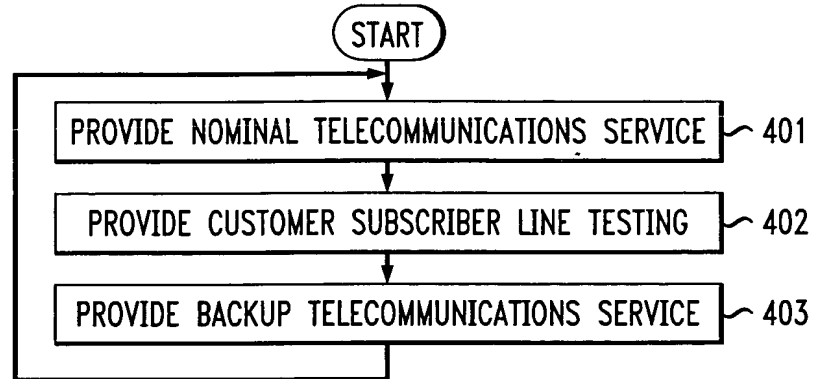 START
PROVIDE NOMINAL TELECOMMUNICATIONS SERVICE 401
PROVIDE CUSTOMER SUBSCRIBER LINE TESTING 402
PROVIDE BACKUP TELECOMMUNICATIONS SERVICE 403